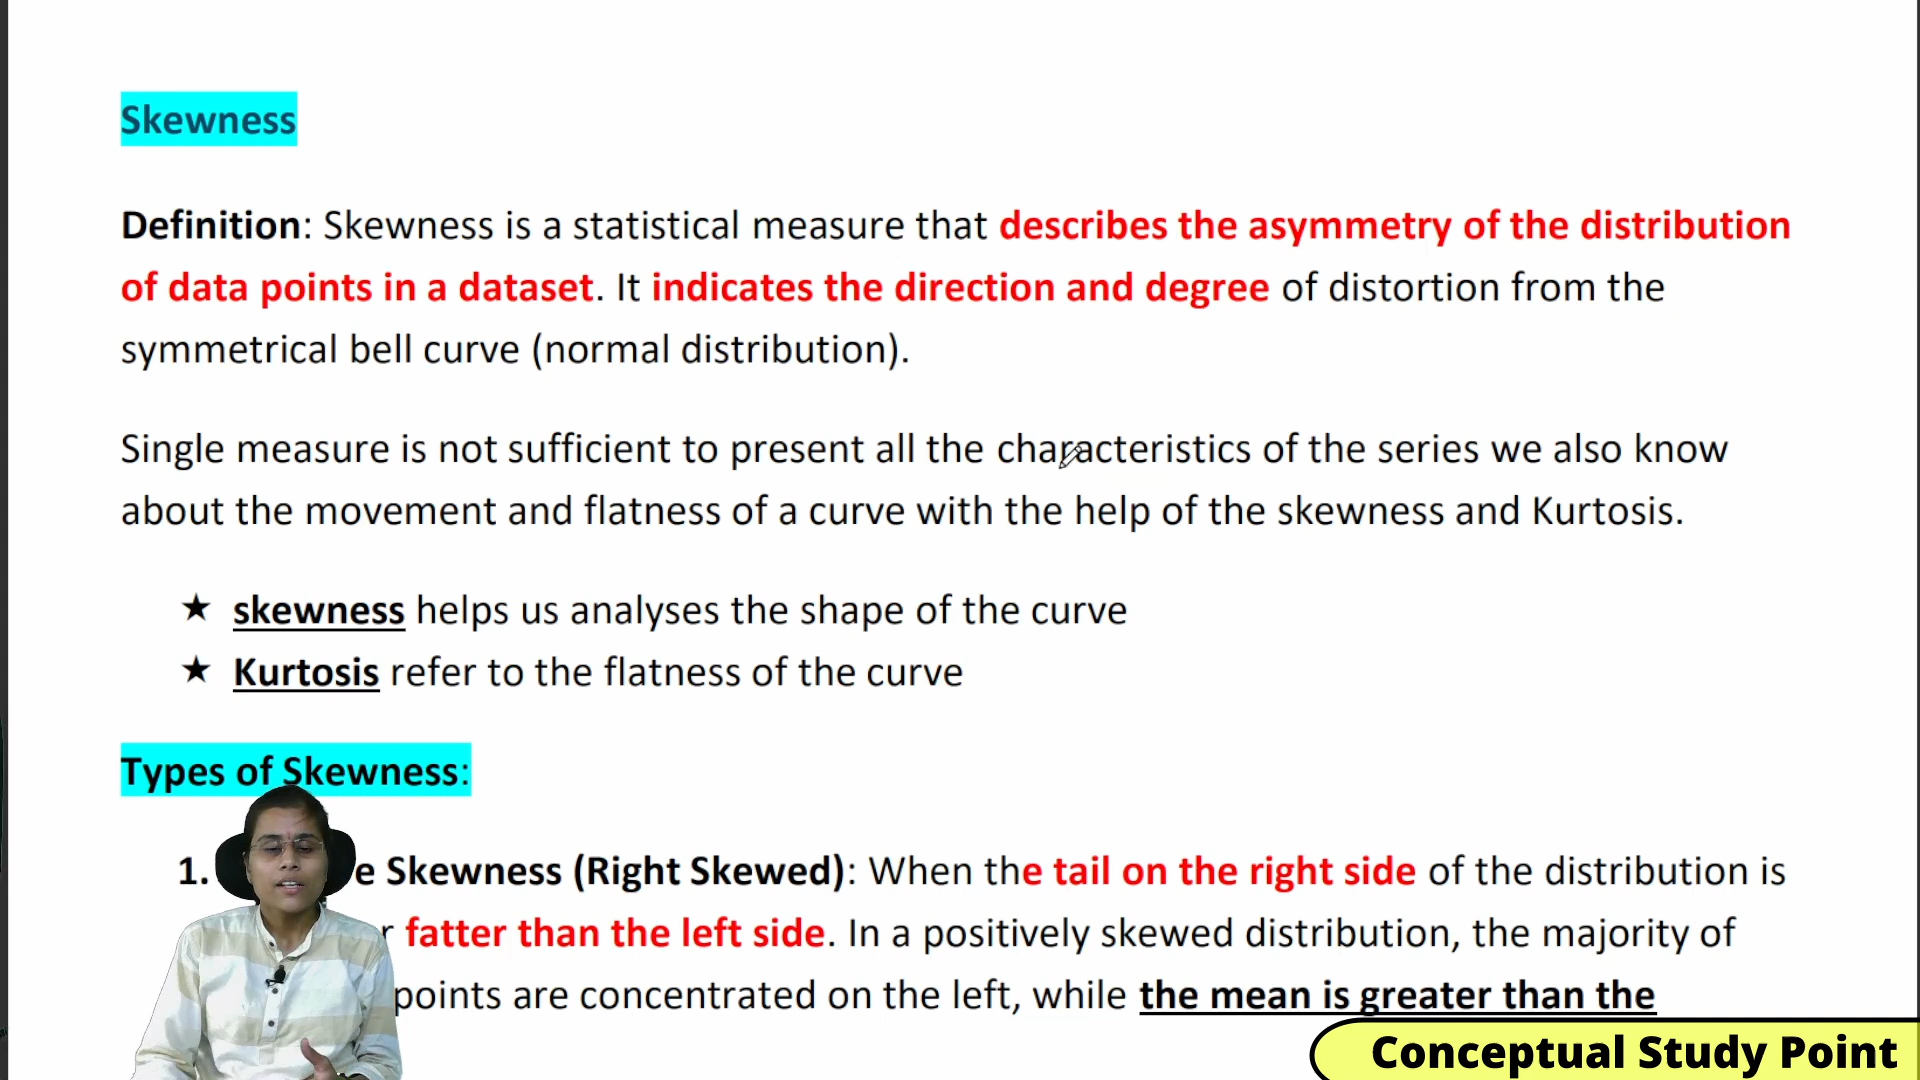 Skewness
Definition: Skewness is a statistical measure that describes the asymmetry of the distribution
of data points in a dataset. It indicates the direction and degree of distortion from the
symmetrical bell curve (normal distribution).
Single measure is not sufficient to present all the characteristics of the series we also know
about the movement and flatness of a curve with the help of the skewness and Kurtosis.
★ skewness helps us analyses the shape of the curve
★ Kurtosis refer to the flatness of the curve
Types of Skewness:
1. Skewness (Right Skewed): When the tail on the right side of the distribution is
fatter than the left side. In a positively skewed distribution, the majority of
points are concentrated on the left, while the mean is greater than the
Conceptual Study Point